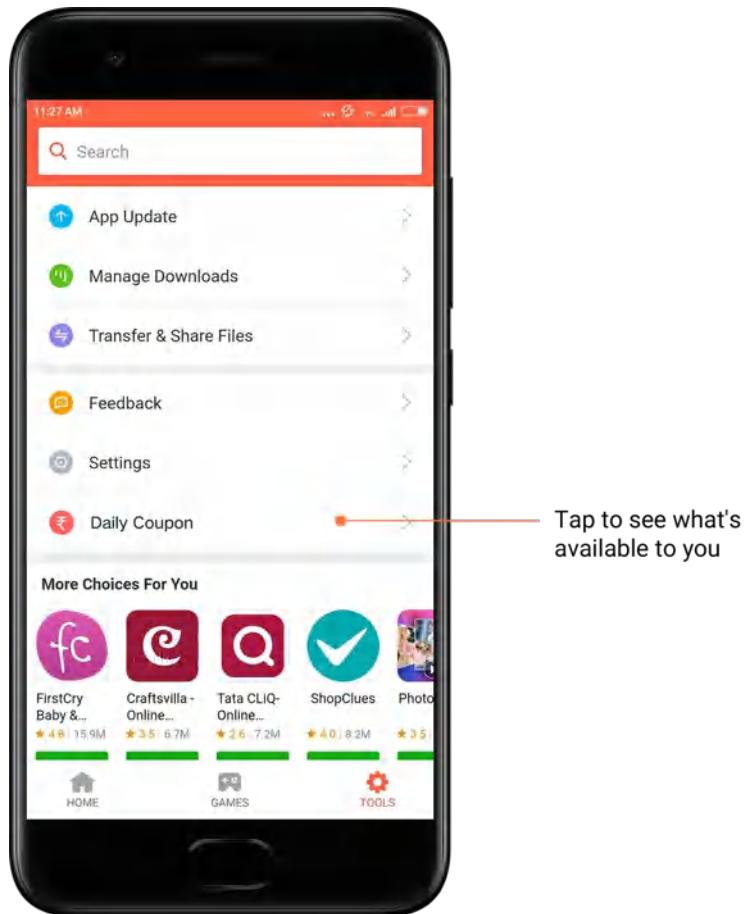 11:27 AM
Search
App Update
Manage Downloads
Transfer & Share Files
Feedback
Settings
₹ Daily Coupon
Tap to see what's
available to you
More Choices For You
fc
FirstCry Craftsvilla - Tata CLiQ- ShopClues Photo
Baby &... Online... Online...
★ 4.8 15.9M ★ 3.5 6.7M ★ 2.6 7.2M ★ 4.0 8.2M ★ 3.5
HOME GAMES TOOLS